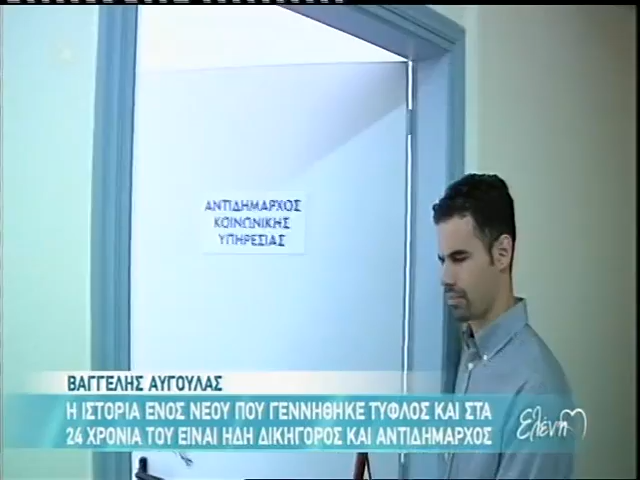 ΑΝΤΙΔΗΜΑΡΧΟΣ
ΚΟΙΝΩΝΙΚΗΣ
ΥΠΗΡΕΣΙΑΣ
ΒΑΓΓΕΛΗΣ ΑΥΓΟΥΛΑΣ
Η ΙΣΤΟΡΙΑ ΕΝΟΣ ΝΕΟΥ ΠΟΥ ΓΕΝΝΗΘΗΚΕ ΤΥΦΛΟΣ ΚΑΙ ΣΤΑ
24 ΧΡΟΝΙΑ ΤΟΥ ΕΙΝΑΙ ΗΔΗ ΔΙΚΗΓΟΡΟΣ ΚΑΙ ΑΝΤΙΔΗΜΑΡΧΟΣ
Ελένη